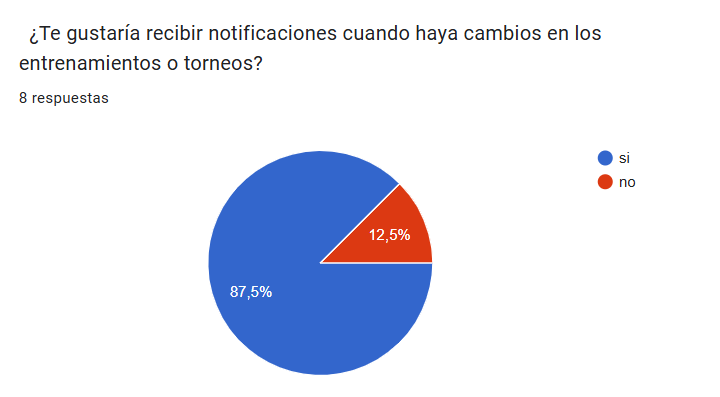 ¿Te gustaría recibir notificaciones cuando haya cambios en los
entrenamientos o torneos?
8 respuestas
si
no
12,5%
87,5%